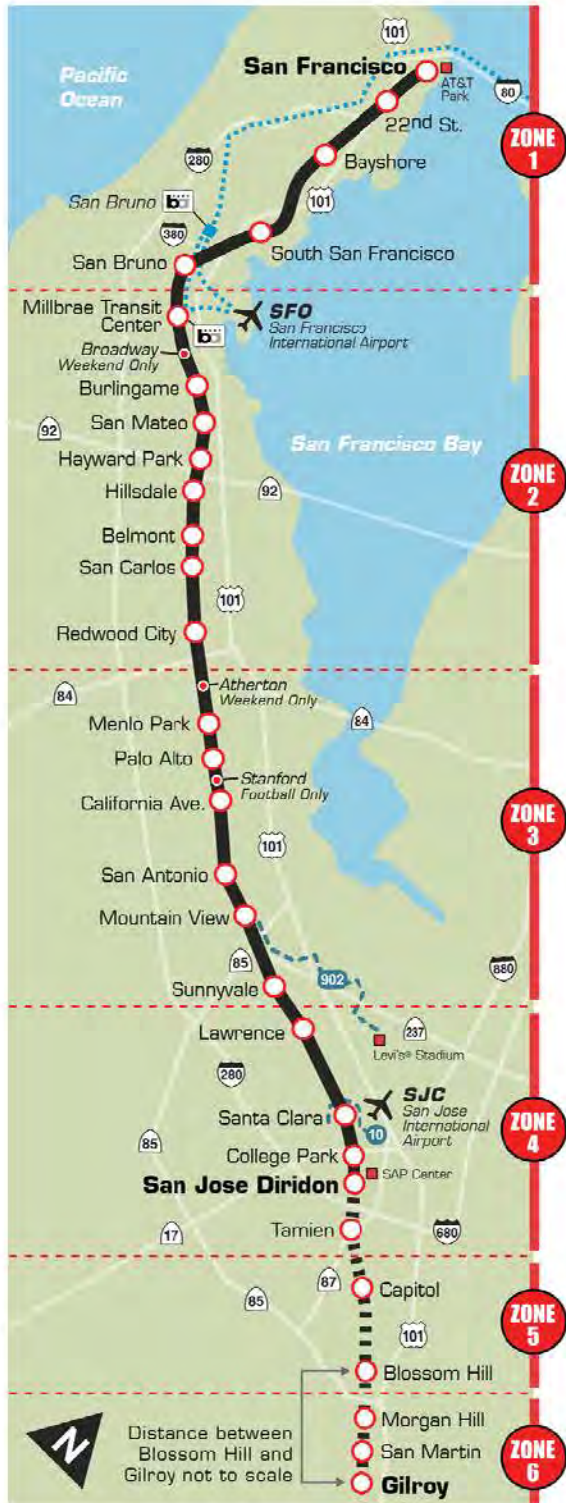 101
Pacific
Ocean
San Francisco
AT&T
Park
80
22nd St.
ZONE
1
280
Bayshore
San Bruno
ba
101
380
South San Francisco
San Bruno
Millbrae Transit
Center
ba
SFO
San Francisco
International Airport
Broadway
Weekend Only
Burlingame
San Mateo
92
San Francisco Bay
Hayward Park
ZONE
2
Hillsdale
92
Belmont
San Carlos
101
Redwood City
Atherton
Weekend Only
84
Menlo Park
84
Palo Alto
Stanford
Football Only
California Ave.
ZONE
3
101
San Antonio
Mountain View
85
902
880
Sunnyvale
Lawrence
237
Levi's® Stadium
280
SJC
San Jose
International
Airport
Santa Clara
10
ZONE
4
85
College Park
SAP Center
San Jose Diridon
17
Tamien
680
87
Capitol
85
101
ZONE
5
Blossom Hill
N
Distance between
Blossom Hill and
Gilroy not to scale
Morgan Hill
San Martin
Gilroy
ZONE
6